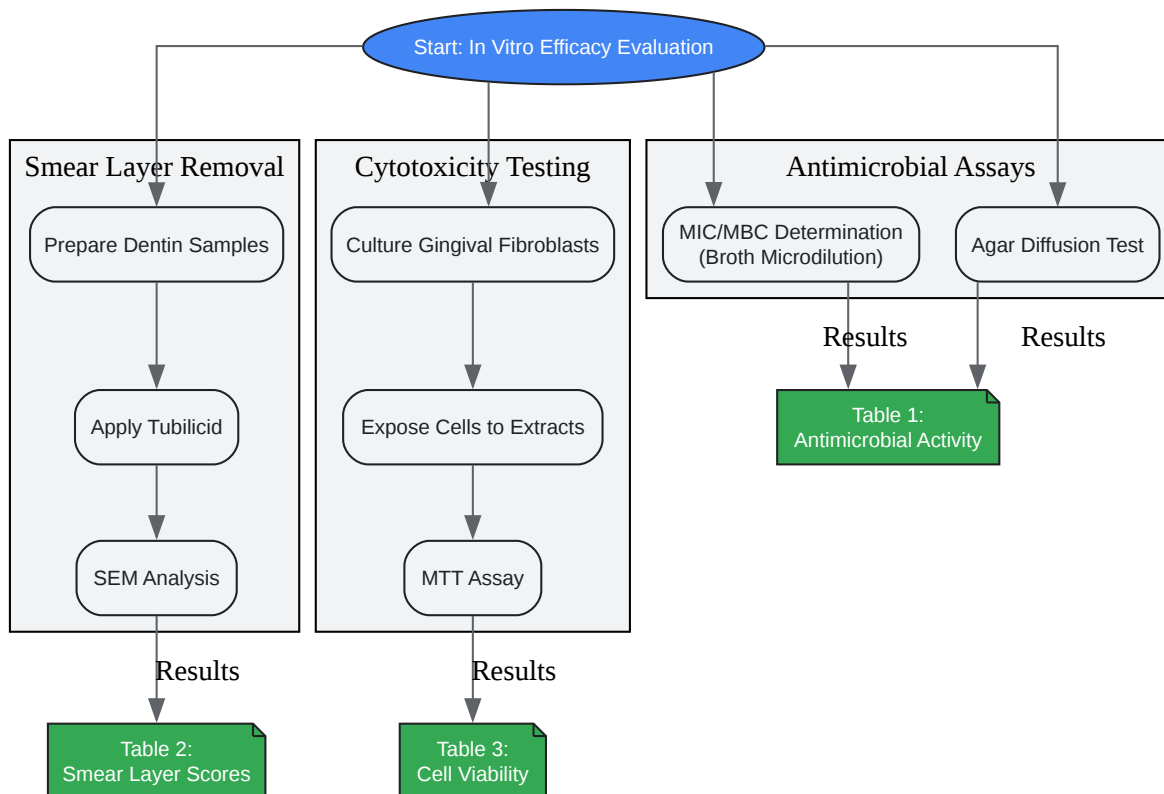 Start: In Vitro Efficacy Evaluation
Smear Layer Removal
Cytotoxicity Testing
Antimicrobial Assays
Prepare Dentin Samples
Culture Gingival Fibroblasts
MIC/MBC Determination
(Broth Microdilution)
Agar Diffusion Test
Results
Results
Apply Tubilicid
Expose Cells to Extracts
Table 1:
Antimicrobial Activity
SEM Analysis
MTT Assay
Results
Results
Table 2:
Smear Layer Scores
Table 3:
Cell Viability